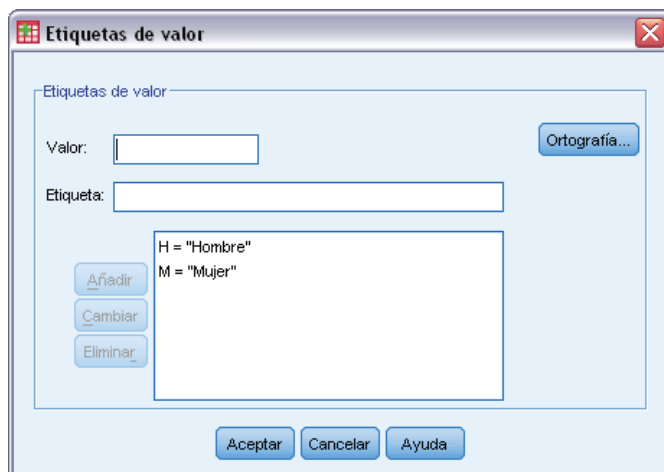 Etiquetas de valor
Etiquetas de valor
Valor:
Ortografía...
Etiqueta:
H = "Hombre"
M = "Mujer"
Añadir
Cambiar
Eliminar
Aceptar Cancelar Ayuda